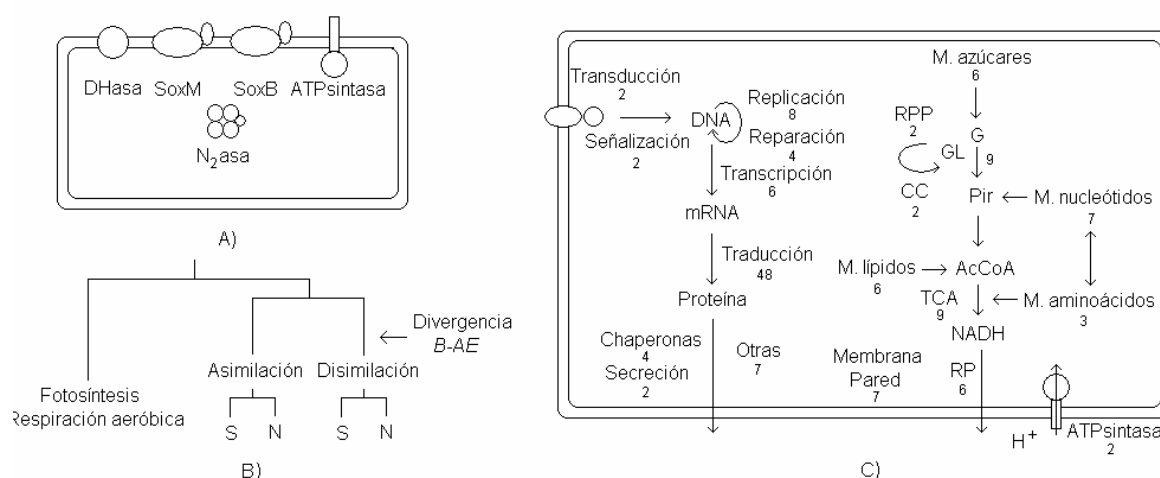 DHasa SoxM SoxB ATPsintasa
N2asa
A)
Divergencia
B-AE
Asimilación Disimilación
Fotosíntesis
Respiración aeróbica
S N S N
B)
Transducción
2
Señalización
2
DNA
Replicación
8
Reparación
4
Transcripción
6
mRNA
Traducción
48
Proteína
Chaperonas
4
Secreción
2
Otras
7
M. azúcares
6
RPP
2
G
GL
9
CC
2
Pir
M. nucleótidos
7
M. lípidos
6
AcCoA
TCA
9
M. aminoácidos
3
NADH
Membrana
Pared
7
RP
6
H+
ATPsintasa
2
C)